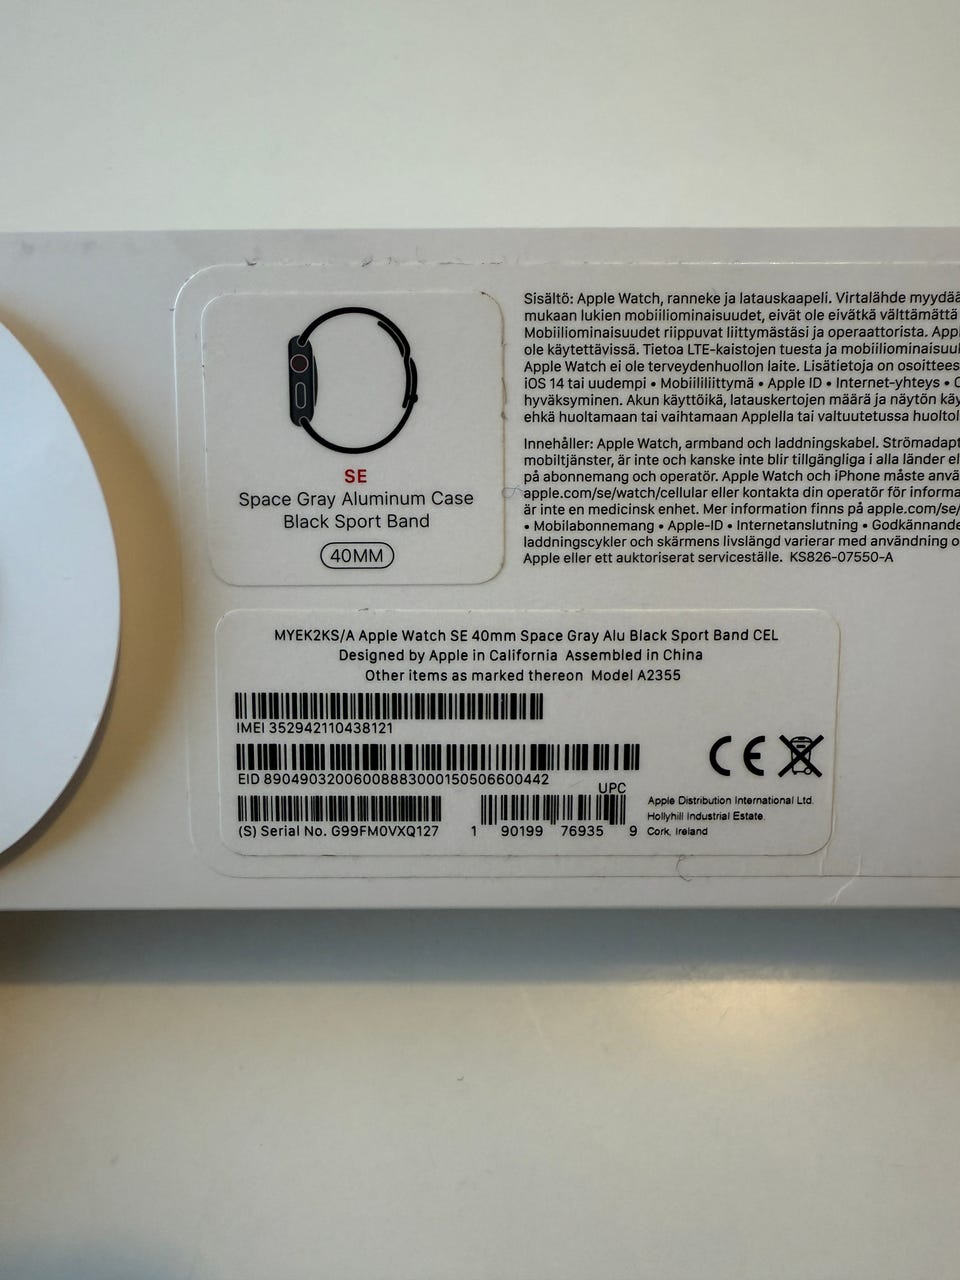 SE
Space Gray Aluminum Case
Black Sport Band
40MM
Sisältö: Apple Watch, ranneke ja latauskaapeli. Virtalähde myydää
mukaan lukien mobiiliominaisuudet, eivät ole eivätkä välttämättä
Mobiiliominaisuudet riippuvat liittymästäsi ja operaattorista. Appl
ole käytettävissä. Tietoa LTE-kaistojen tuesta ja mobiiliominaisuu
Apple Watch ei ole terveydenhuollon laite. Lisätietoja on osoittees
iOS 14 tai uudempi • Mobiililiittymä • Apple ID • Internet-yhteys •
hyväksyminen. Akun käyttöikä, latauskertojen määrä ja näytön käy
ehkä huoltamaan tai vaihtamaan Applella tai valtuutetussa huoltol
Innehåller: Apple Watch, armband och laddningskabel. Strömadapt
mobiltjänster, är inte och kanske inte blir tillgängliga i alla länder el
på abonnemang och operatör. Apple Watch och iPhone måste anvä
apple.com/se/watch/cellular eller kontakta din operatör för informa
är inte en medicinsk enhet. Mer information finns på apple.com/se/
• Mobilabonnemang • Apple-ID • Internetanslutning • Godkännande
laddningscykler och skärmens livslängd varierar med användning o
Apple eller ett auktoriserat serviceställe. KS826-07550-A
MYEK2KS/A Apple Watch SE 40mm Space Gray Alu Black Sport Band CEL
Designed by Apple in California Assembled in China
Other items as marked thereon Model A2355
IMEI 352942110438121
EID 89049032006008883000150506600442
UPC
(S) Serial No. G99FM0VXQ127
1 90199 76935 9
CE
Apple Distribution International Ltd.
Hollyhill Industrial Estate.
Cork, Ireland